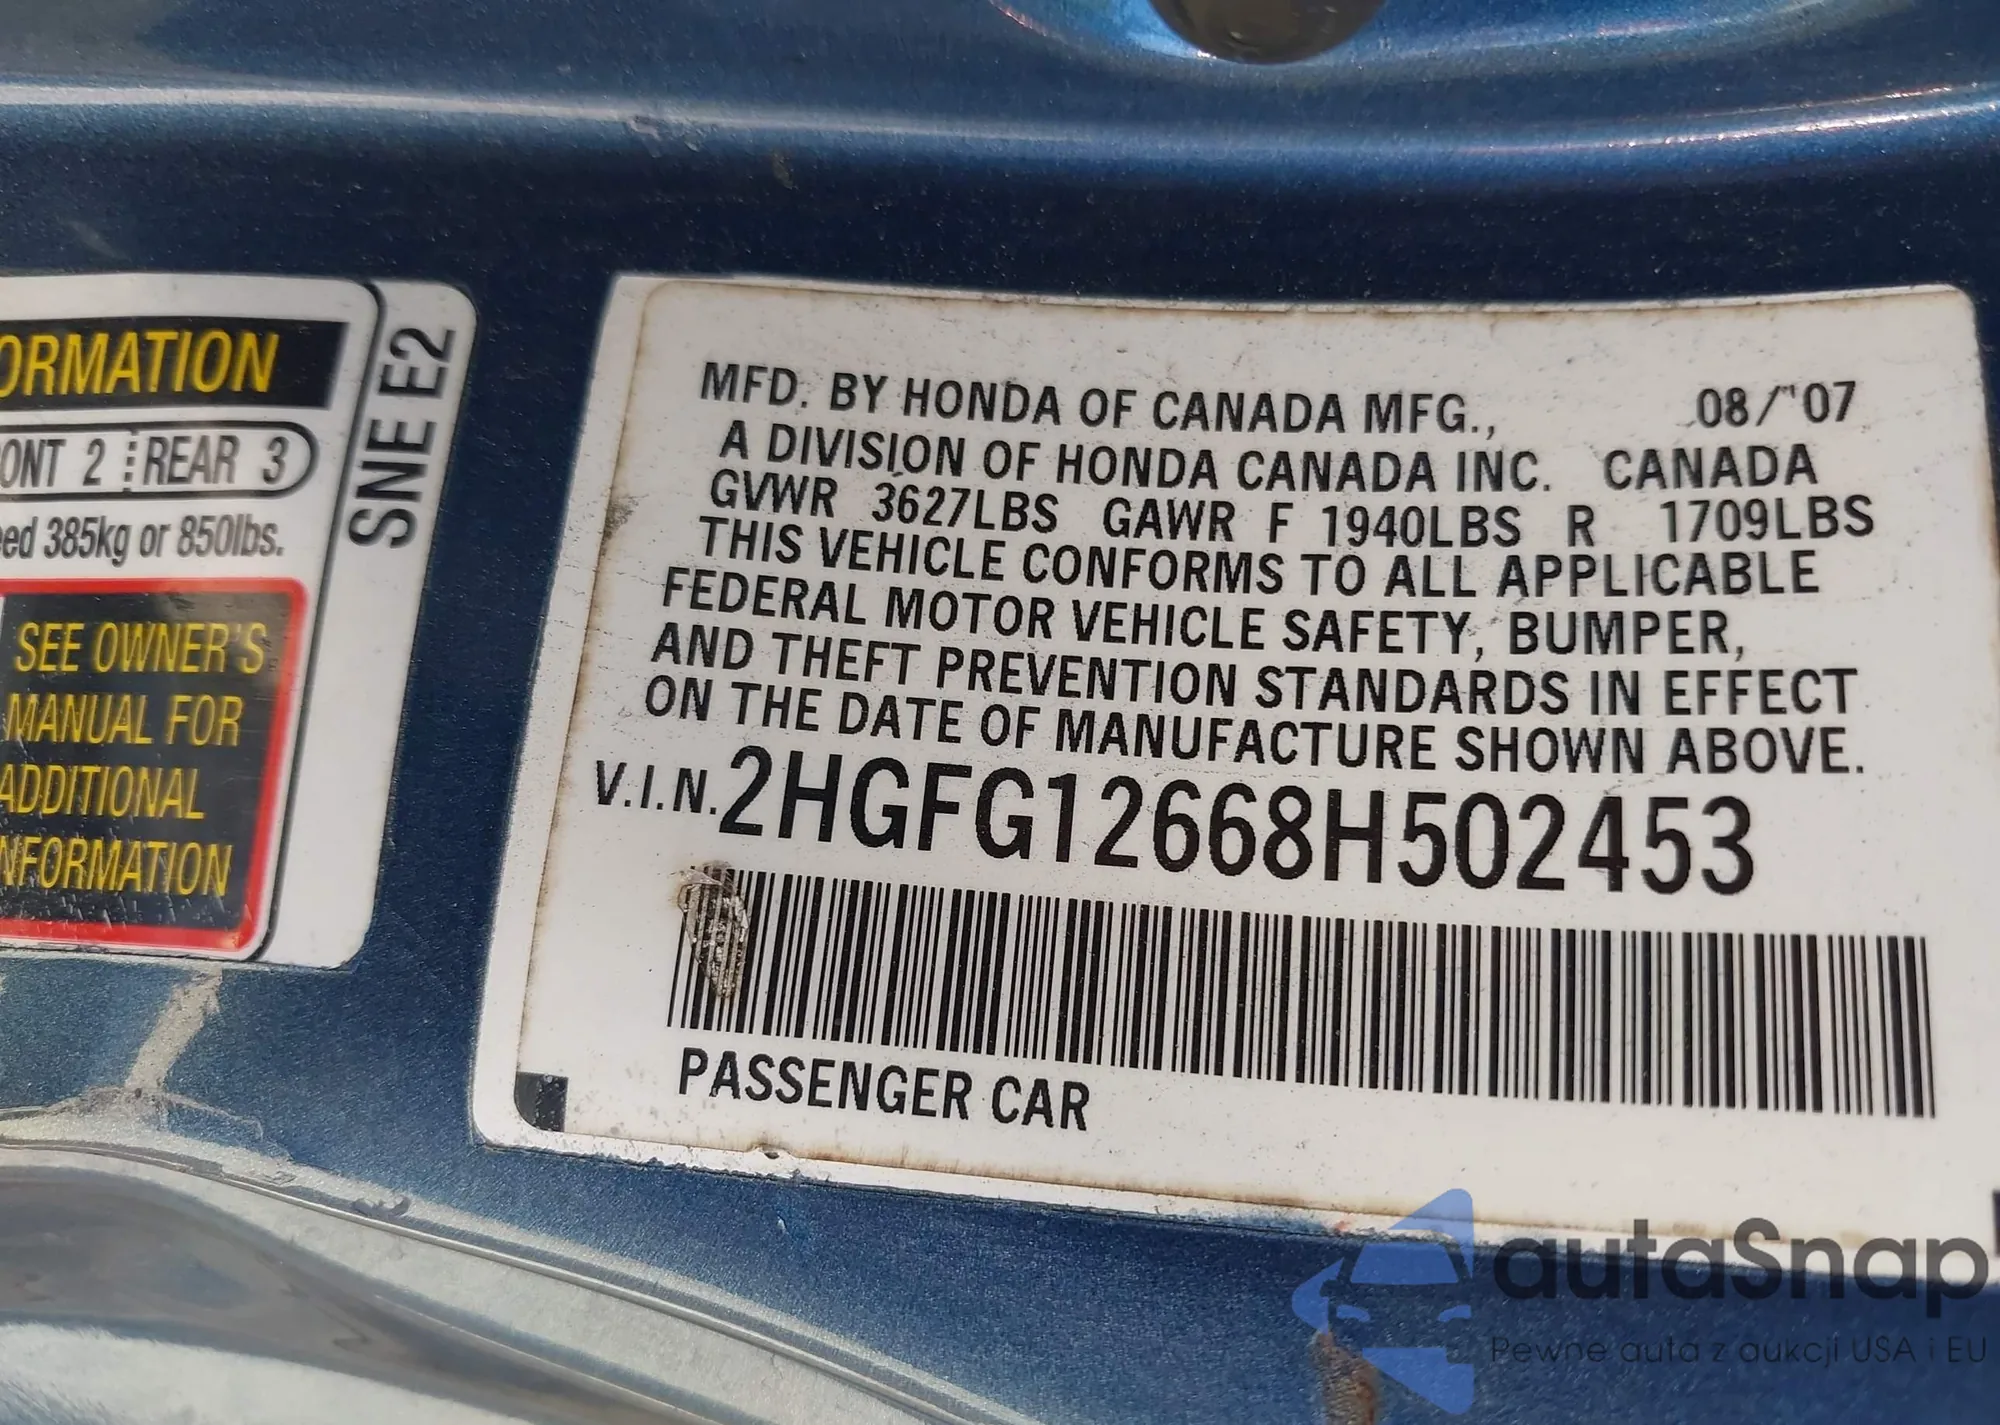 ORMATION
ONT 2 REAR 3
ed 385kg or 850lbs.
SEE OWNER'S
MANUAL FOR
ADDITIONAL
NFORMATION
SNE E2
MFD. BY HONDA OF CANADA MFG., 08/'07
A DIVISION OF HONDA CANADA INC. CANADA
GVWR 3627LBS GAWR F 1940LBS R 1709LBS
THIS VEHICLE CONFORMS TO ALL APPLICABLE
FEDERAL MOTOR VEHICLE SAFETY, BUMPER,
AND THEFT PREVENTION STANDARDS IN EFFECT
ON THE DATE OF MANUFACTURE SHOWN ABOVE.
V.I.N. 2HGFG12668H502453
PASSENGER CAR
autaSnap
Pewne auta z aukcji USA i EU